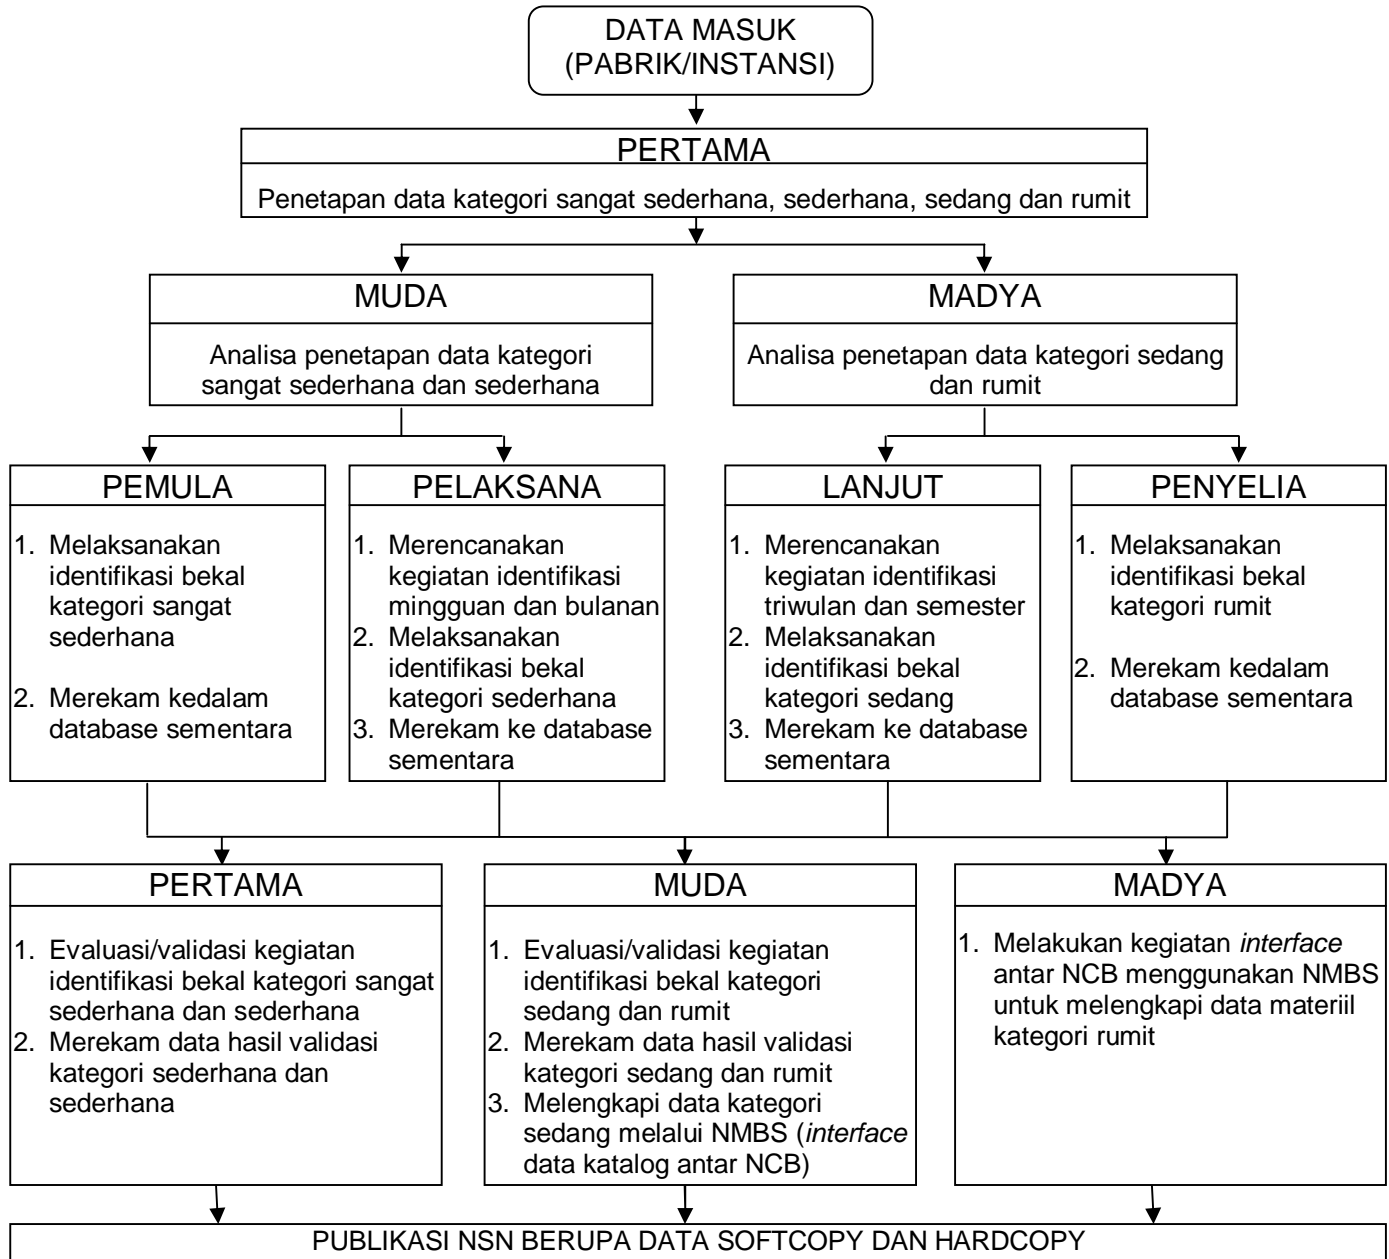 DATA MASUK
(PABRIK/INSTANSI)
PERTAMA
Penetapan data kategori sangat sederhana, sederhana, sedang dan rumit
MUDA
Analisa penetapan data kategori
sangat sederhana dan sederhana
MADYA
Analisa penetapan data kategori sedang
dan rumit
PEMULA
1. Melaksanakan
identifikasi bekal
kategori sangat
sederhana
2. Merekam kedalam
database sementara
PELAKSANA
1. Merencanakan
kegiatan identifikasi
mingguan dan bulanan
2. Melaksanakan
identifikasi bekal
kategori sederhana
3. Merekam ke database
sementara
LANJUT
1. Merencanakan
kegiatan identifikasi
triwulan dan semester
2. Melaksanakan
identifikasi bekal
kategori sedang
3. Merekam ke database
sementara
PENYELIA
1. Melaksanakan
identifikasi bekal
kategori rumit
2. Merekam kedalam
database sementara
PERTAMA
1. Evaluasi/validasi kegiatan
identifikasi bekal kategori sangat
sederhana dan sederhana
2. Merekam data hasil validasi
kategori sederhana dan
sederhana
MUDA
1. Evaluasi/validasi kegiatan
identifikasi bekal kategori
sedang dan rumit
2. Merekam data hasil validasi
kategori sedang dan rumit
3. Melengkapi data kategori
sedang melalui NMBS (interface
data katalog antar NCB)
MADYA
1. Melakukan kegiatan interface
antar NCB menggunakan NMBS
untuk melengkapi data materiil
kategori rumit
PUBLIKASI NSN BERUPA DATA SOFTCOPY DAN HARDCOPY